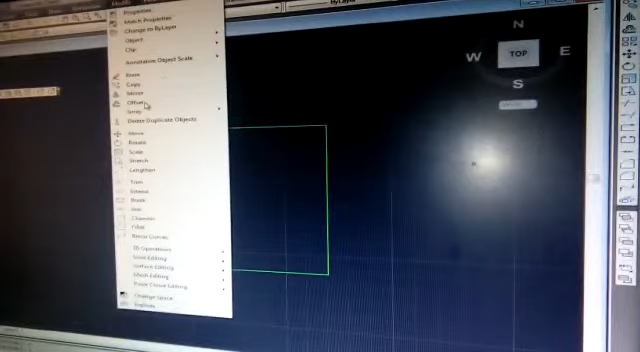 Modify
ByLayer
Properties
Match Properties
Change to ByLayer
Object
Clip
Annotative Object Scale
Erase
Copy
Mirror
Offset
Array
Delete Duplicate Objects
Move
Rotate
Scale
Stretch
Lengthen
Trim
Extend
Break
Join
Chamfer
Fillet
Blend Curves
3D Operations
Solid Editing
Surface Editing
Mesh Editing
Point Cloud Editing
Change Space
Explode
N
W
TOP
E
S